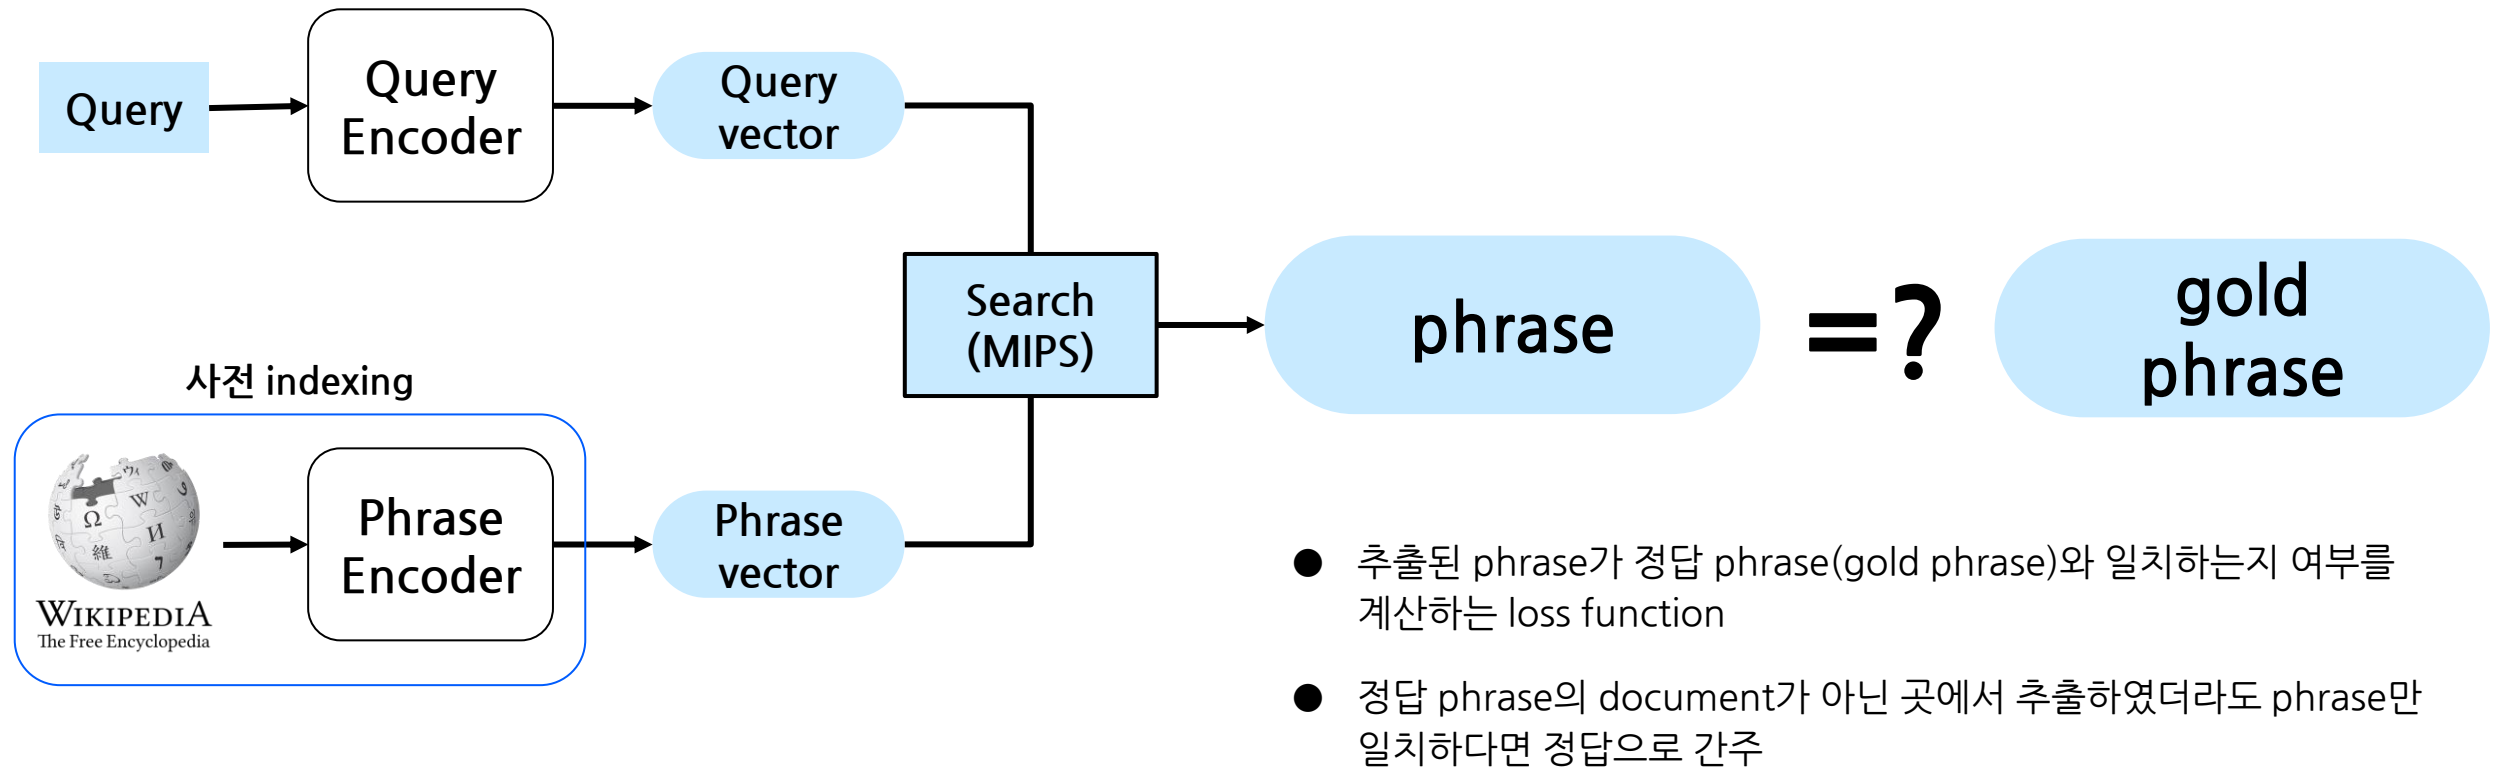 Query
Query
Encoder
Query
vector
Search
(MIPS)
phrase
=?
gold
phrase
사전 indexing
WIKIPEDIA
The Free Encyclopedia
Phrase
Encoder
Phrase
vector
● 추출된 phrase가 정답 phrase(gold phrase)와 일치하는지 여부를
계산하는 loss function
● 정답 phrase의 document가 아닌 곳에서 추출하였더라도 phrase만
일치하다면 정답으로 간주